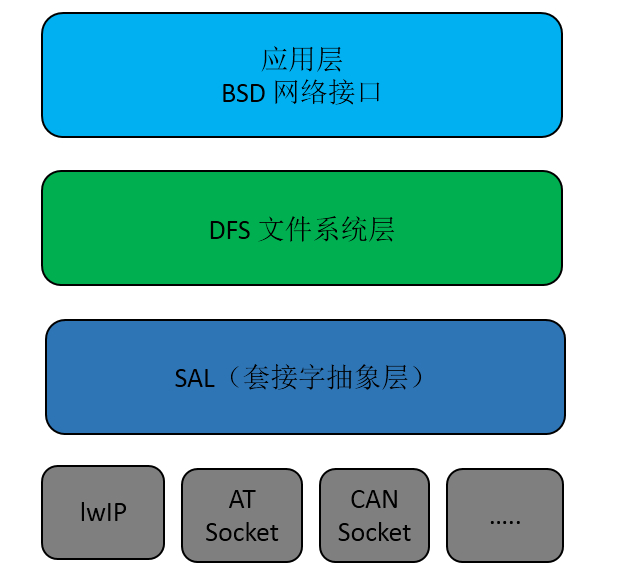 应用层
BSD 网络接口
DFS 文件系统层
SAL（套接字抽象层）
lwIP
AT
Socket
CAN
Socket
.....